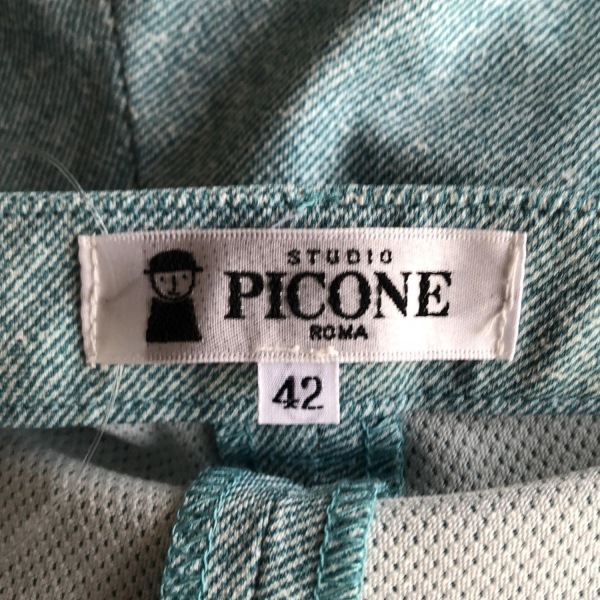 STUDIO
PICONE
ROMA
42